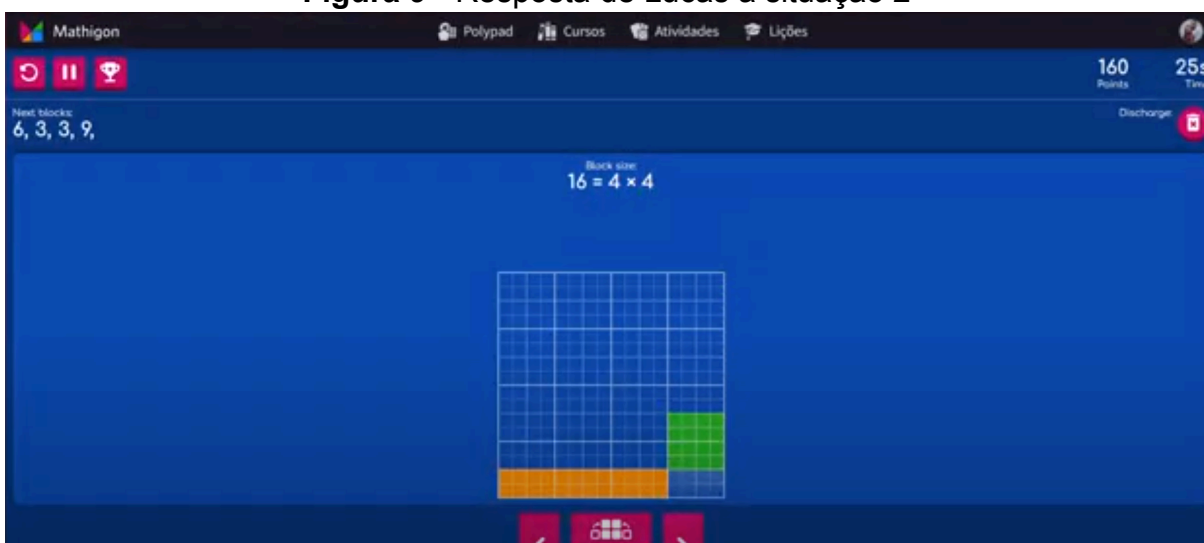 Mathigon
Polypad Cursos Atividades Lições
160 25s
Points
Next blocks:
6, 3, 3, 9,
Discharge:
Block size:
16 = 4 × 4